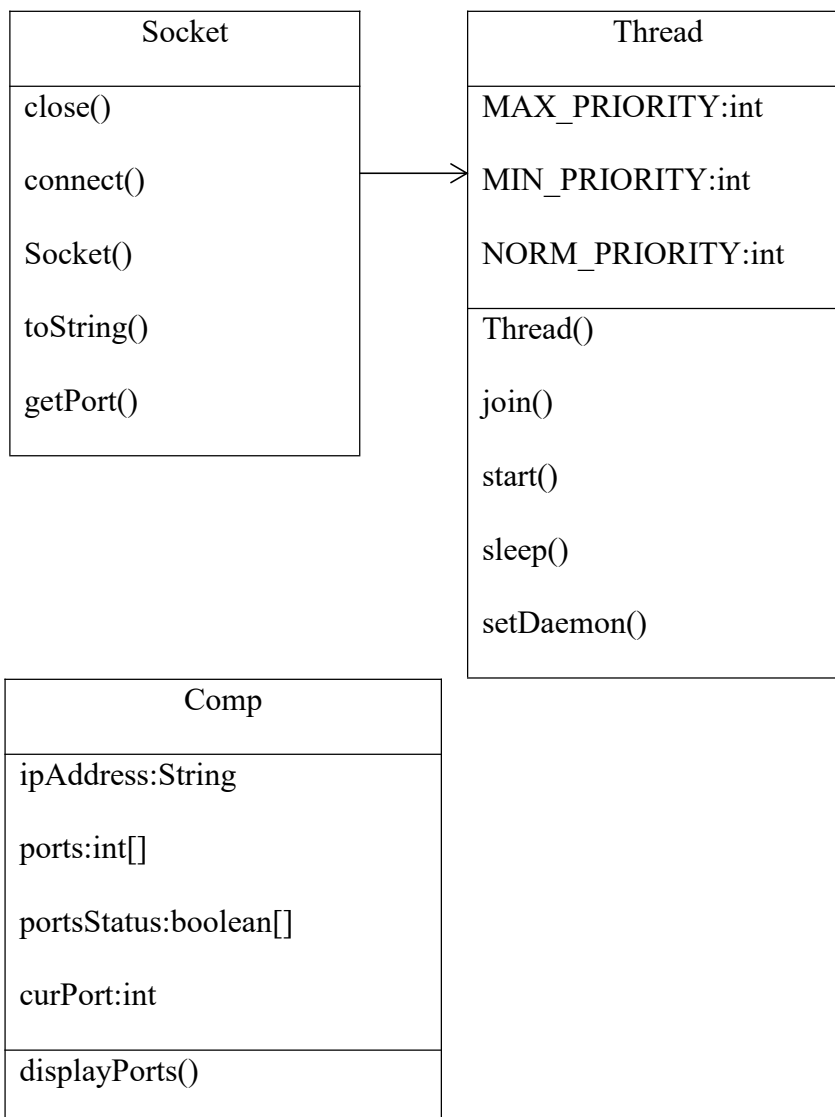 Socket
close()
connect()
Socket()
toString()
getPort()
Thread
MAX_PRIORITY:int
MIN_PRIORITY:int
NORM_PRIORITY:int
Thread()
join()
start()
sleep()
setDaemon()
Comp
ipAddress:String
ports:int[]
portsStatus:boolean[]
curPort:int
displayPorts()